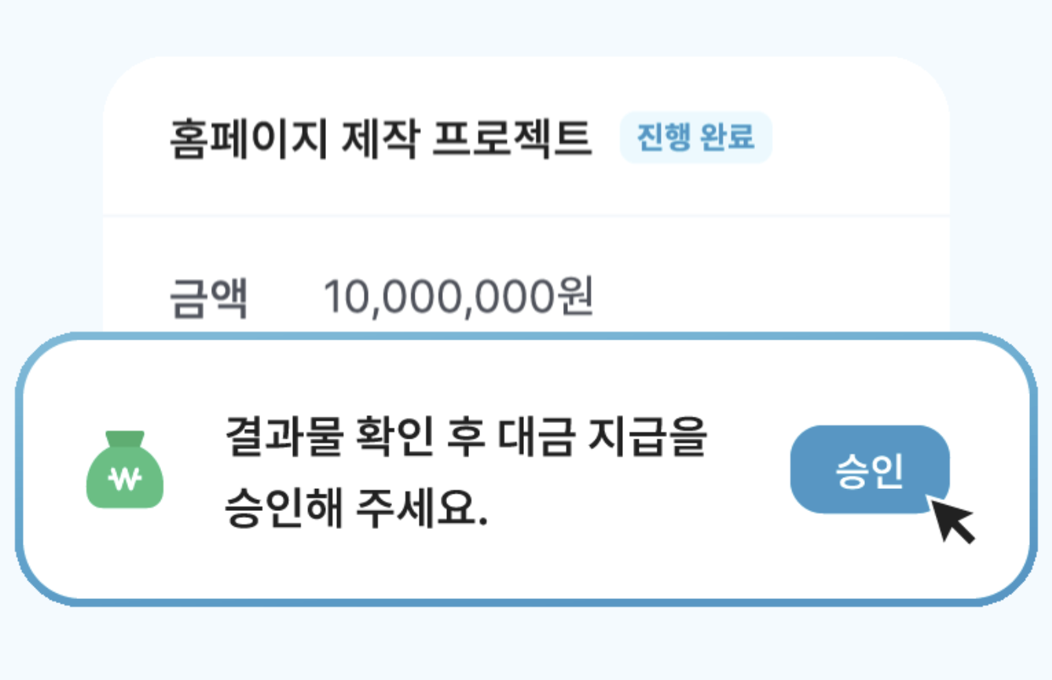 홈페이지 제작 프로젝트 진행 완료
금액 10,000,000원
결과물 확인 후 대금 지급을
승인해 주세요.
승인